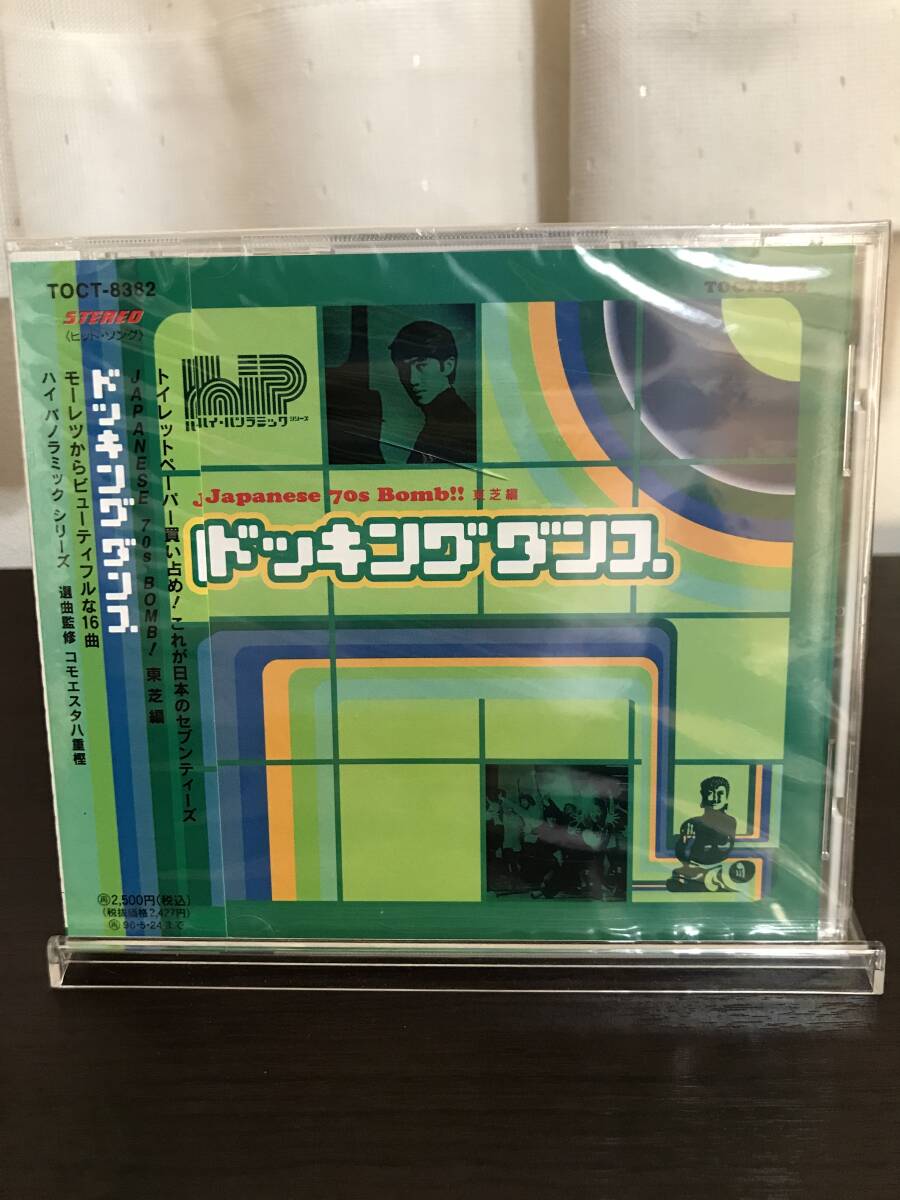 TOCT-8382
STEREO
〈ヒット・ソング〉
トイレットペーパー買い占め！これが日本のセブンティーズ
JAPANESE 70s BOMB! 東芝編
ドッキングダンス
モーレツからビューティフルな16曲
ハイ パノラミック シリーズ 選曲監修 コモエスタ八重樫
再2,500円(税込)
(税抜価格2,427円)
再96・5・24まで
TOCT-8382
hip
ハイ・パノラミックシリーズ
Japanese 70s Bomb!! 東芝編
ドッキングダンス